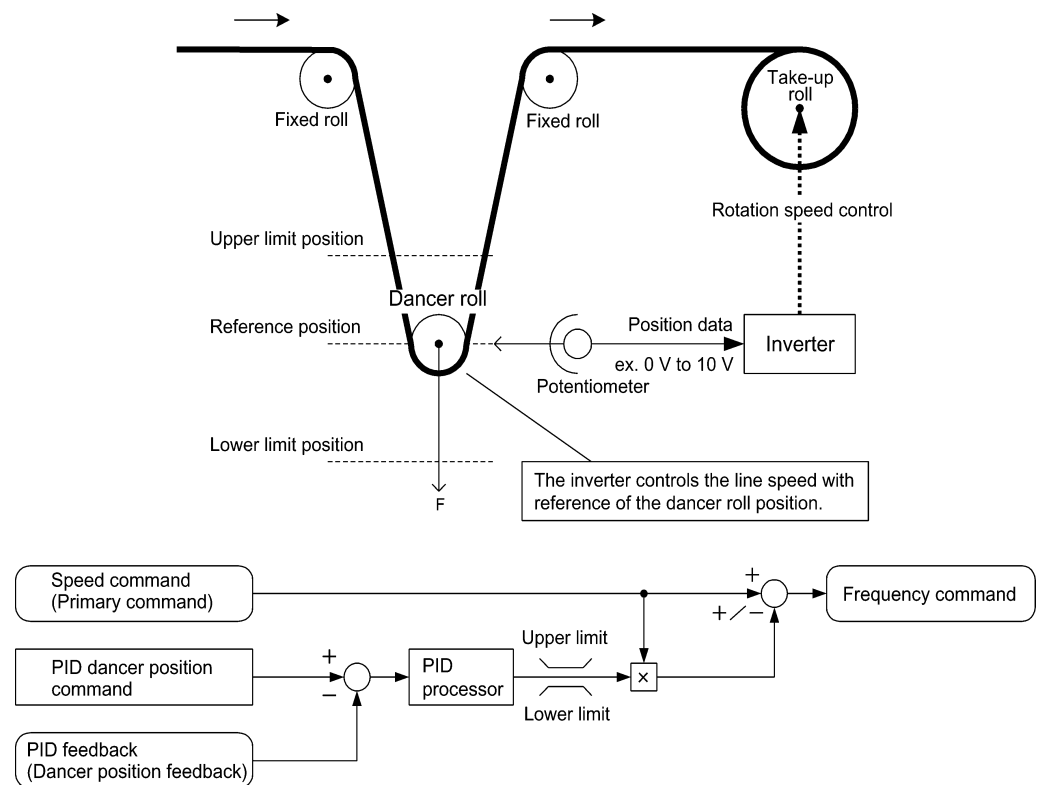 Fixed roll
Fixed roll
Take-up
roll
Rotation speed control
Upper limit position
Dancer roll
Reference position
Position data
ex. 0 V to 10 V
Inverter
Potentiometer
Lower limit position
F
The inverter controls the line speed with
reference of the dancer roll position.
Speed command
(Primary command)
+
+/−
Frequency command
PID dancer position
command
+
−
PID
processor
Upper limit
Lower limit
×
PID feedback
(Dancer position feedback)